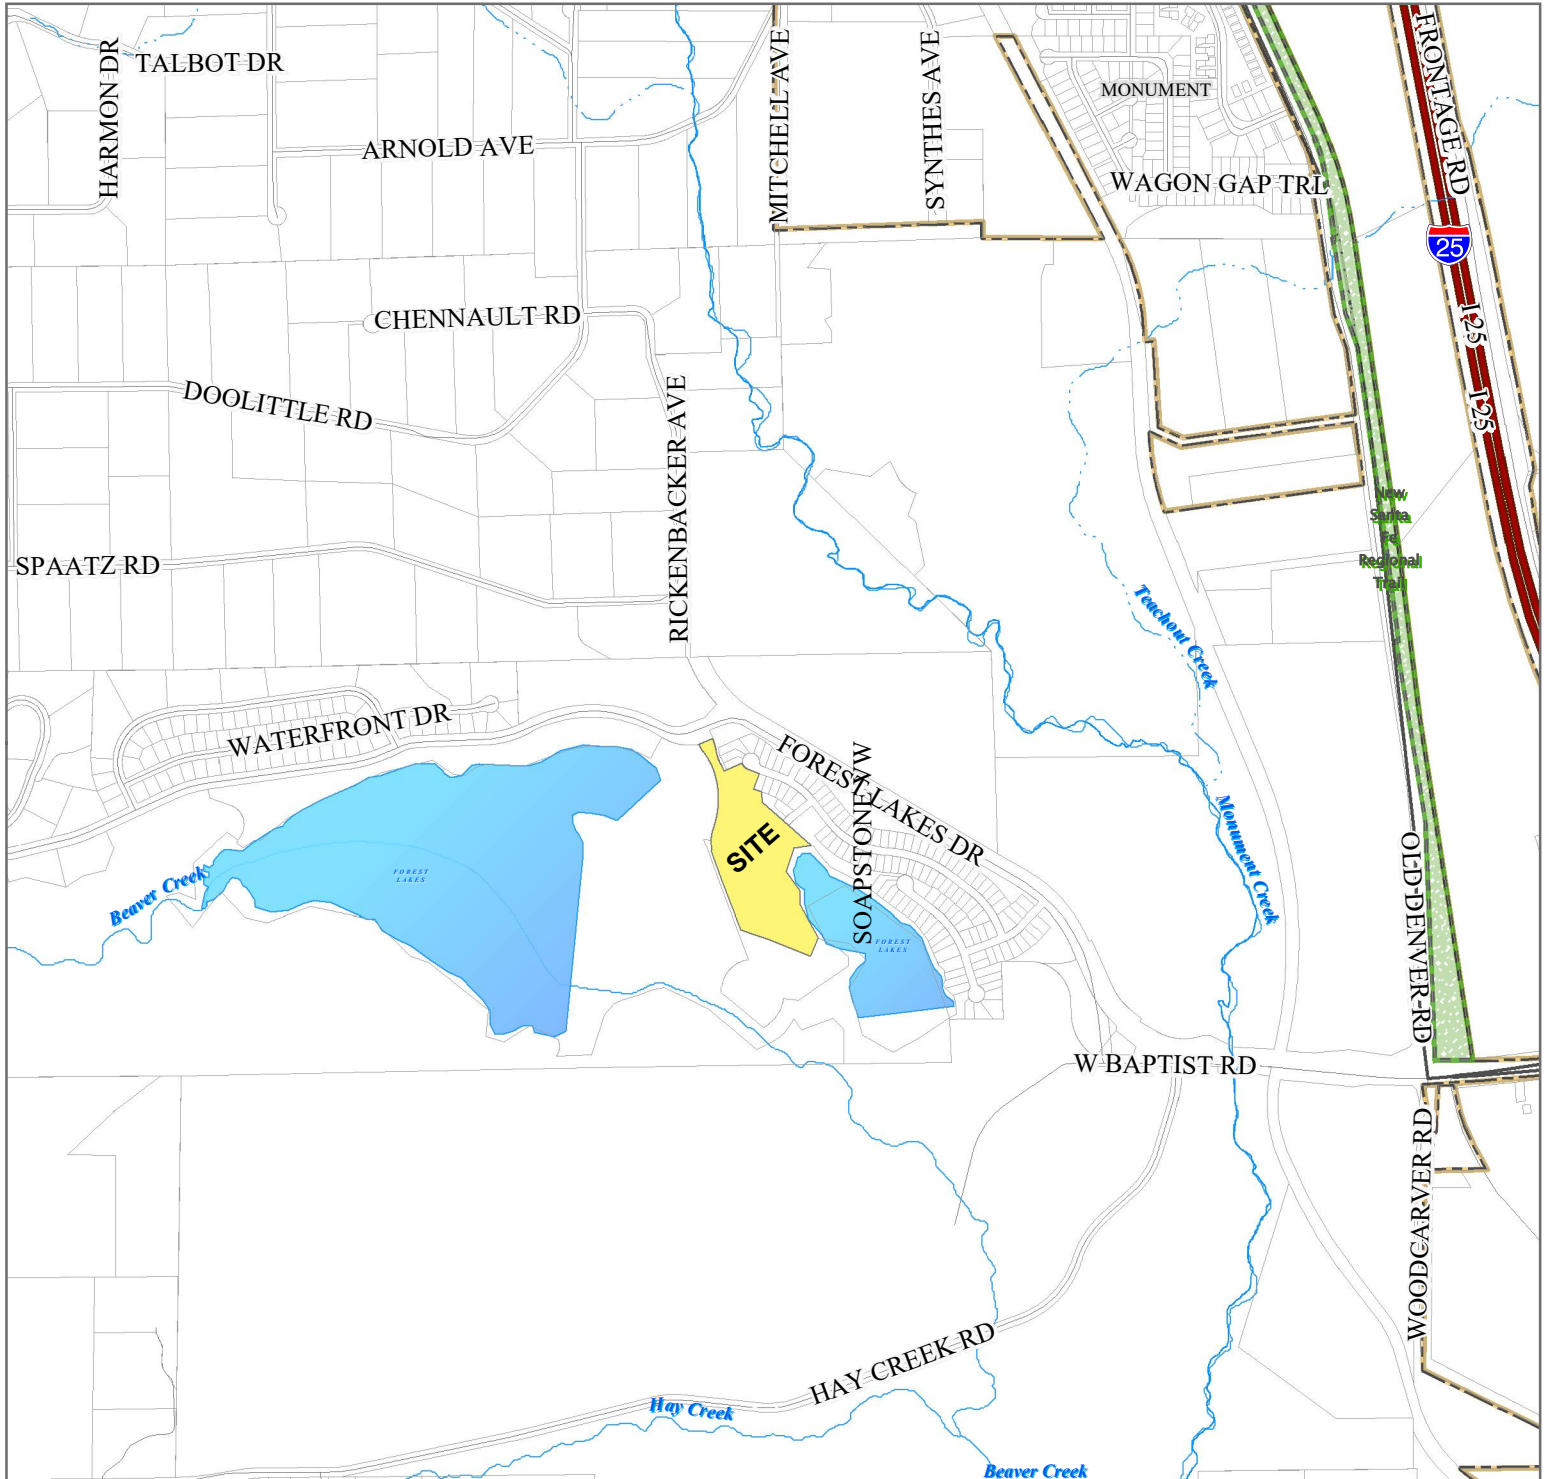 TALBOT DR
HARMON DR
ARNOLD AVE
MITCHELL AVE
SYNTHES AVE
MONUMENT
WAGON GAP TRL
FRONTAGE RD
25
I 25
I 25
CHENNAULT RD
DOOLITTLE RD
RICKENBACKER AVE
SPAATZ RD
New
Santa
Fe
Regional
Trail
Teachout Creek
WATERFRONT DR
FOREST LAKES DR
SOAPSTONE VW
SITE
Monument Creek
OLD DENVER RD
Beaver Creek
FOREST
LAKES
FOREST
LAKES
W BAPTIST RD
WOODCARVER RD
HAY CREEK RD
Hay Creek
Beaver Creek